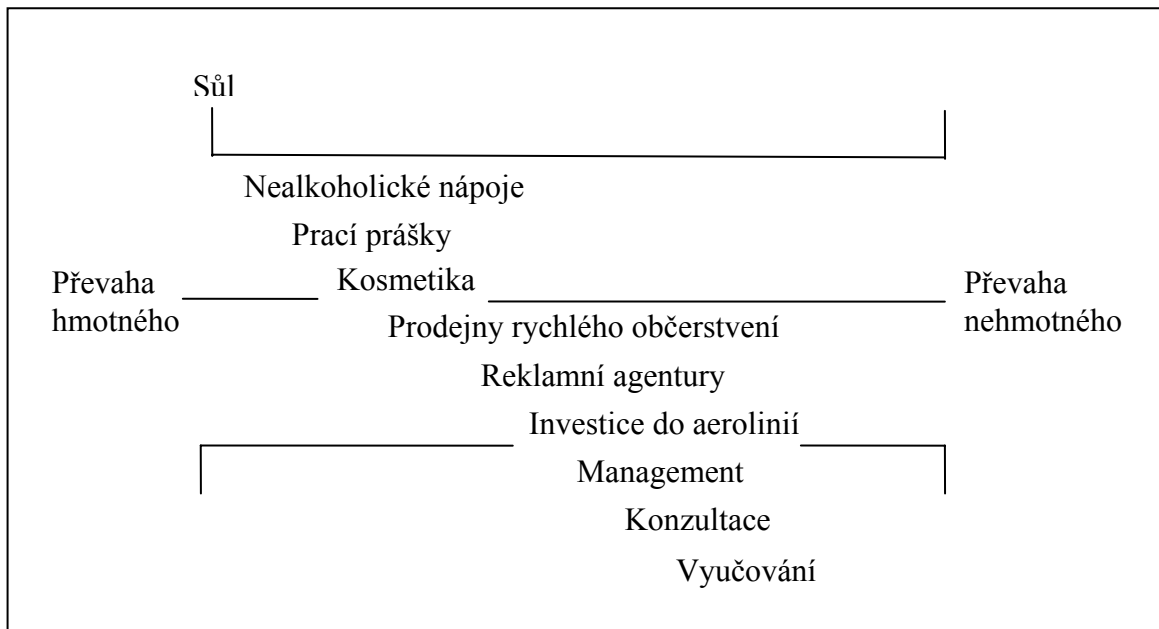 Sůl
Nealkoholické nápoje
Prací prášky
Převaha
hmotného
Kosmetika
Převaha
nehmotného
Prodejny rychlého občerstvení
Reklamní agentury
Investice do aerolinií
Management
Konzultace
Vyučování